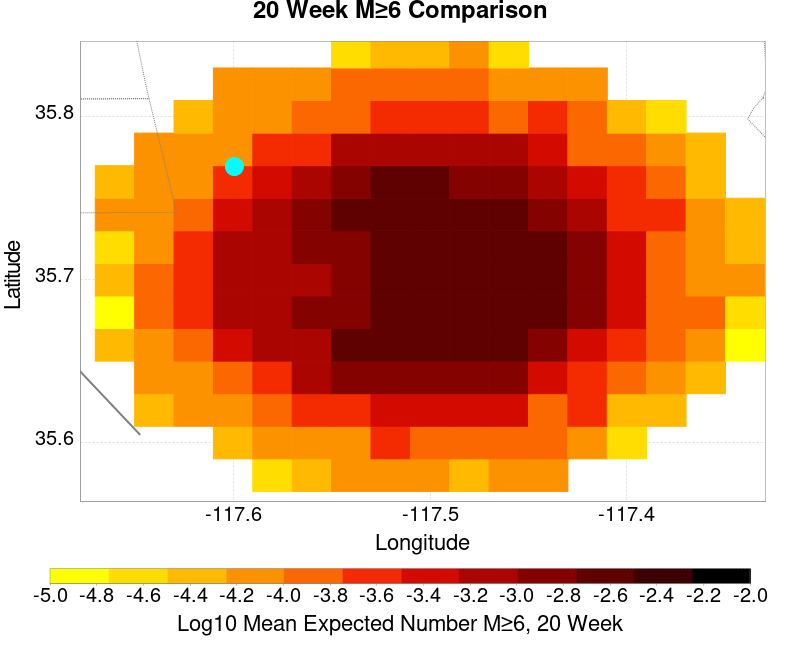 20 Week M≥6 Comparison
35.8
35.7
35.6
Latitude
-117.6 -117.5 -117.4
Longitude
-5.0 -4.8 -4.6 -4.4 -4.2 -4.0 -3.8 -3.6 -3.4 -3.2 -3.0 -2.8 -2.6 -2.4 -2.2 -2.0
Log10 Mean Expected Number M≥6, 20 Week